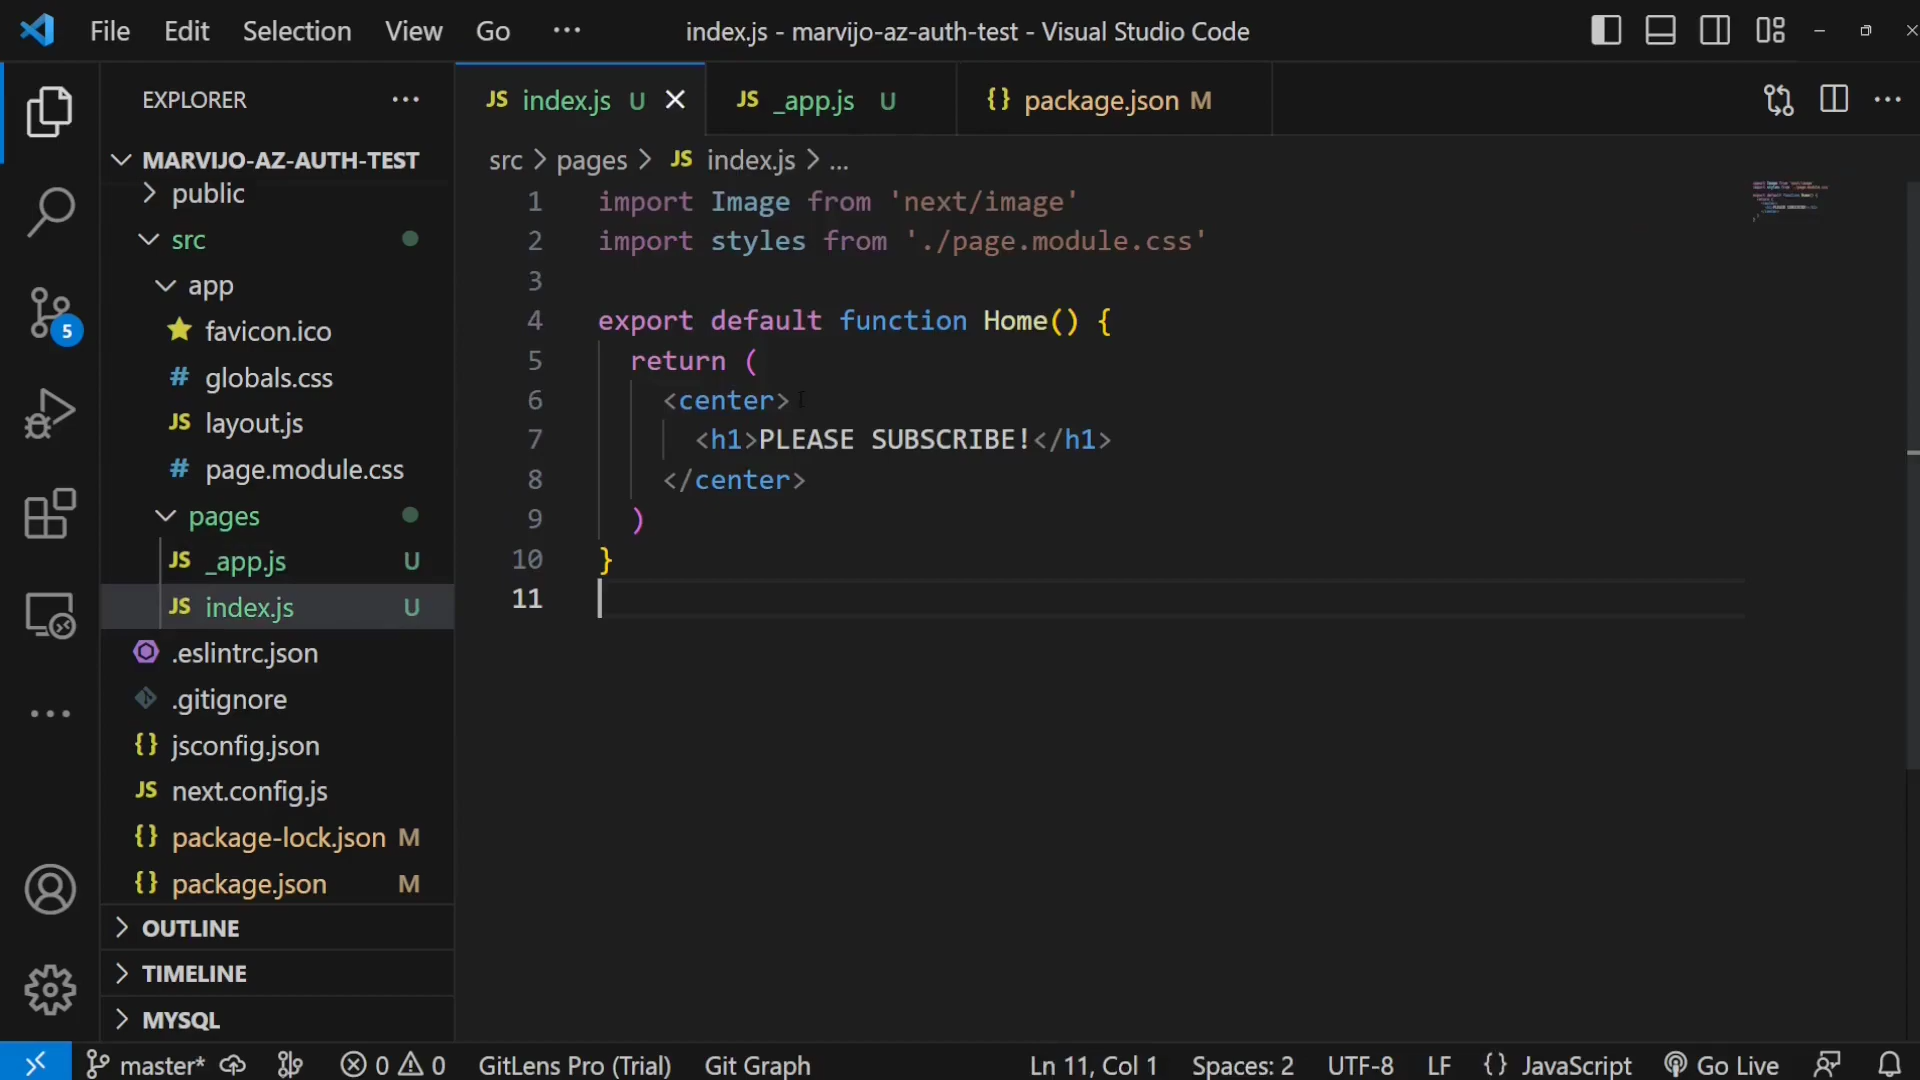 File Edit Selection View Go ... index.js - marvijo-az-auth-test - Visual Studio Code
EXPLORER
MARVIJO-AZ-AUTH-TEST
public
src
app
favicon.ico
# globals.css
JS layout.js
# page.module.css
pages
JS _app.js U
JS index.js U
.eslintrc.json
.gitignore
{} jsconfig.json
JS next.config.js
{} package-lock.json M
{} package.json M
OUTLINE
TIMELINE
MYSQL
5
JS index.js U
JS _app.js U
{} package.json M
src > pages > JS index.js > ...
1 import Image from 'next/image'
2 import styles from './page.module.css'
3
4 export default function Home() {
5 return (
6 <center>
7 <h1>PLEASE SUBSCRIBE!</h1>
8 </center>
9 )
10 }
11
master* 0 0 GitLens Pro (Trial) Git Graph Ln 11, Col 1 Spaces: 2 UTF-8 LF {} JavaScript Go Live